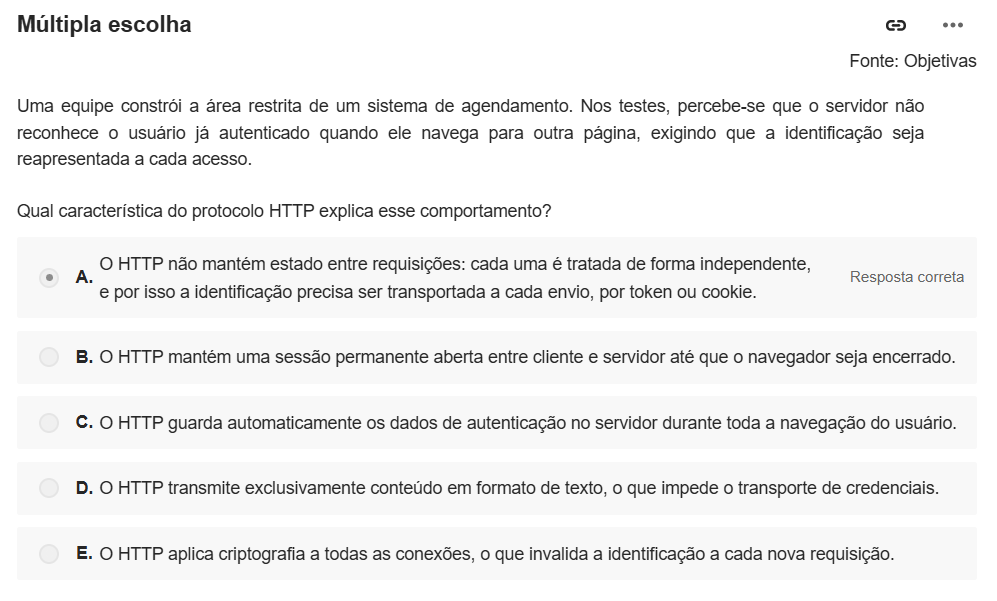 Múltipla escolha
Fonte: Objetivas
Uma equipe constrói a área restrita de um sistema de agendamento. Nos testes, percebe-se que o servidor não
reconhece o usuário já autenticado quando ele navega para outra página, exigindo que a identificação seja
reapresentada a cada acesso.
Qual característica do protocolo HTTP explica esse comportamento?
A. O HTTP não mantém estado entre requisições: cada uma é tratada de forma independente,
e por isso a identificação precisa ser transportada a cada envio, por token ou cookie.
Resposta correta
B. O HTTP mantém uma sessão permanente aberta entre cliente e servidor até que o navegador seja encerrado.
C. O HTTP guarda automaticamente os dados de autenticação no servidor durante toda a navegação do usuário.
D. O HTTP transmite exclusivamente conteúdo em formato de texto, o que impede o transporte de credenciais.
E. O HTTP aplica criptografia a todas as conexões, o que invalida a identificação a cada nova requisição.